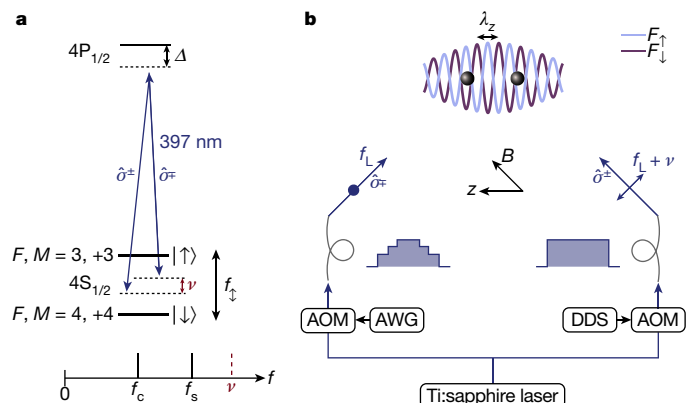 a
4P1/2
Δ
397 nm
σ̂±
σ̂∓
F, M = 3, +3
|↑⟩
4S1/2
ν
f↕
F, M = 4, +4
|↓⟩
0
fc
fs
ν
f
b
λz
F↑
F↓
fL
σ̂∓
B
z
σ̂±
fL + ν
AOM
AWG
DDS
AOM
Ti:sapphire laser